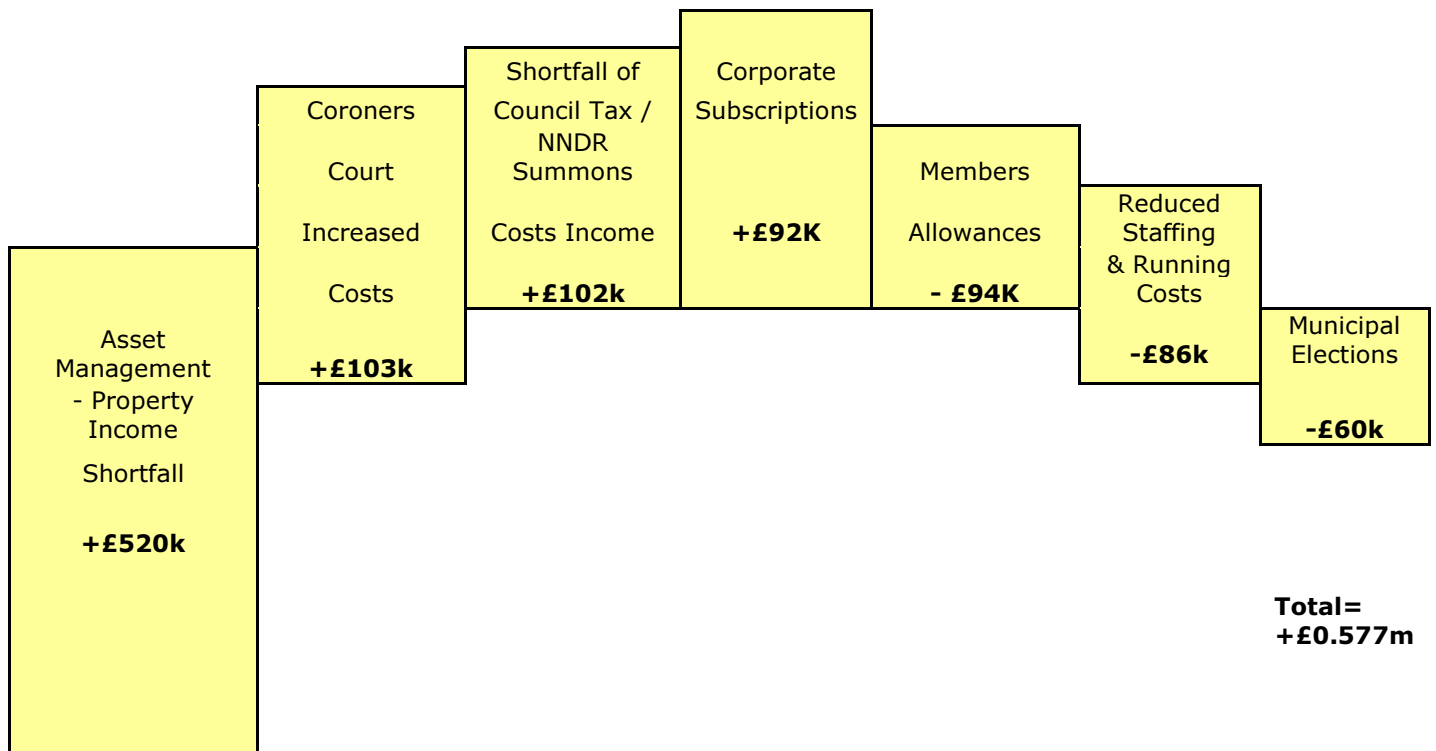 Asset
Management
- Property
Income
Shortfall
+£520k
Coroners
Court
Increased
Costs
+£103k
Shortfall of
Council Tax /
NNDR
Summons
Costs Income
+£102k
Corporate
Subscriptions
+£92K
Members
Allowances
- £94K
Reduced
Staffing
& Running
Costs
-£86k
Municipal
Elections
-£60k
Total=
+£0.577m